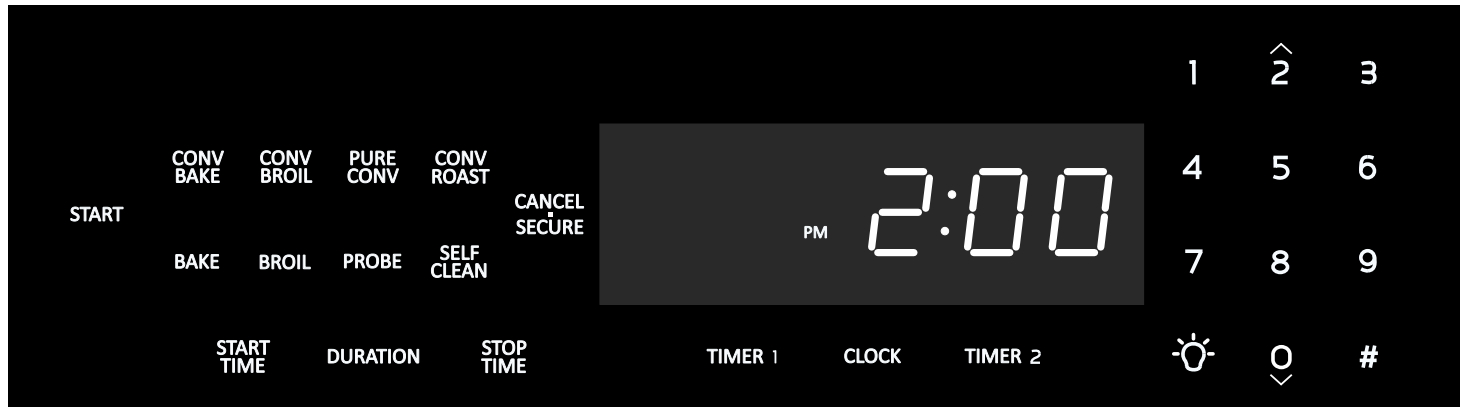 1 2 3
CONV BAKE
CONV BROIL
PURE CONV
CONV ROAST
4 5 6
START
CANCEL
SECURE
PM 2:00
BAKE
BROIL
PROBE
SELF CLEAN
7 8 9
START TIME
DURATION
STOP TIME
TIMER 1
CLOCK
TIMER 2
0 #